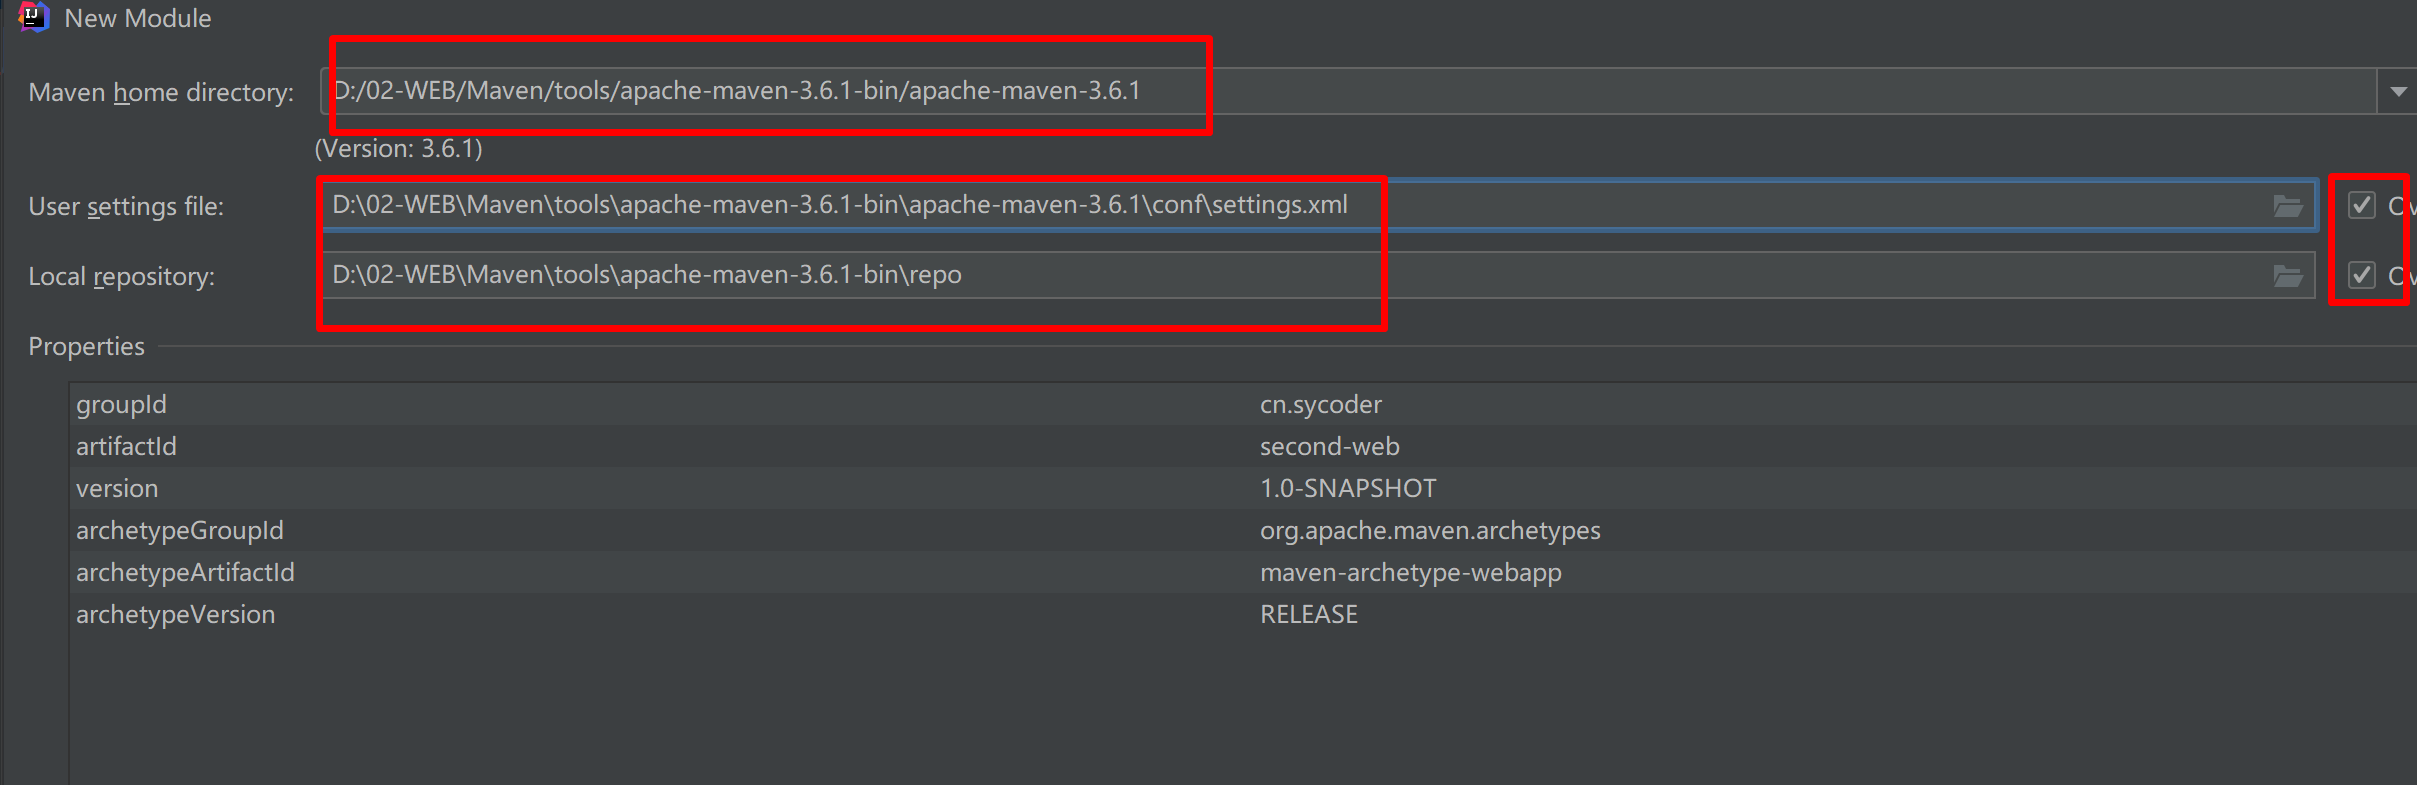 IJ New Module
Maven home directory: D:/02-WEB/Maven/tools/apache-maven-3.6.1-bin/apache-maven-3.6.1
(Version: 3.6.1)
User settings file: D:\02-WEB\Maven\tools\apache-maven-3.6.1-bin\apache-maven-3.6.1\conf\settings.xml
Local repository: D:\02-WEB\Maven\tools\apache-maven-3.6.1-bin\repo
Properties
groupId cn.sycoder
artifactId second-web
version 1.0-SNAPSHOT
archetypeGroupId org.apache.maven.archetypes
archetypeArtifactId maven-archetype-webapp
archetypeVersion RELEASE